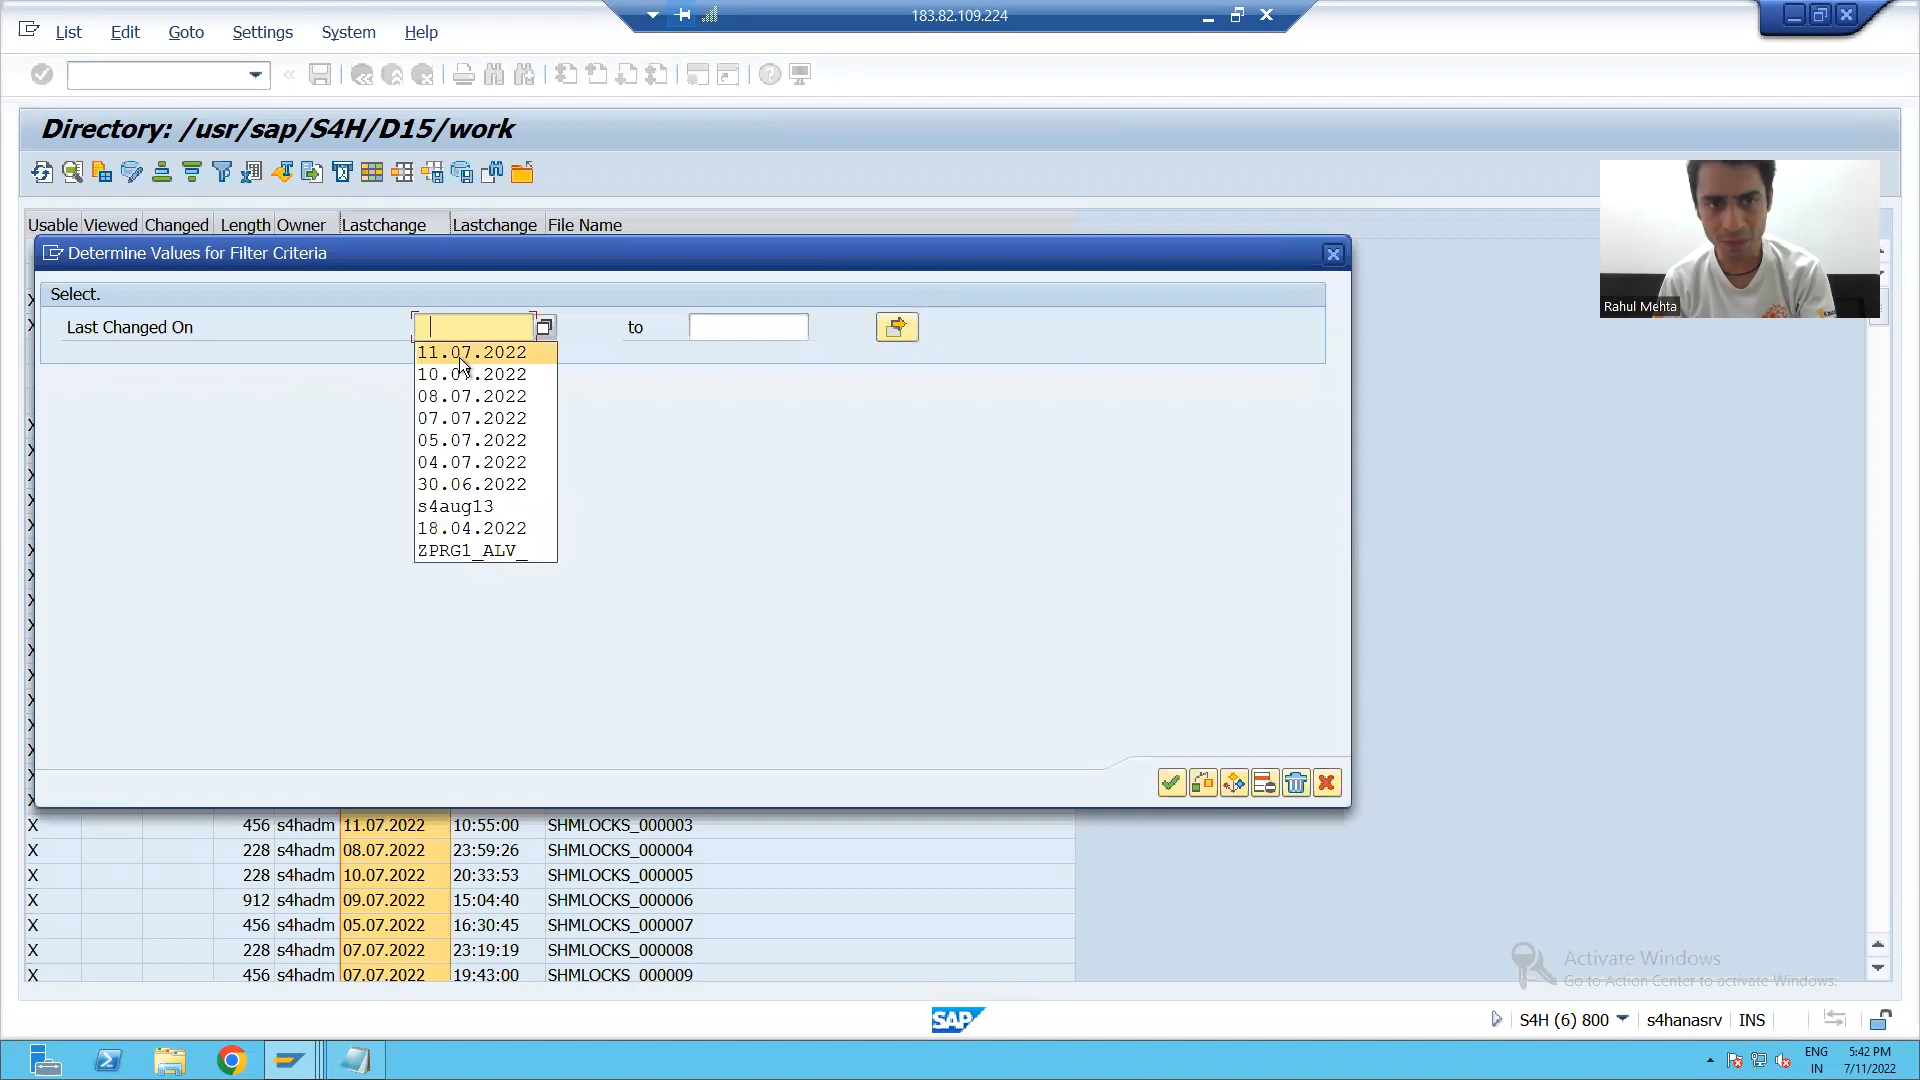 183.82.109.224
List Edit Goto Settings System Help
Directory: /usr/sap/S4H/D15/work
Usable Viewed Changed Length Owner Lastchange Lastchange File Name
Determine Values for Filter Criteria
Select.
Last Changed On to
11.07.2022
10.07.2022
08.07.2022
07.07.2022
05.07.2022
04.07.2022
30.06.2022
s4aug13
18.04.2022
ZPRG1_ALV_
Rahul Mehta
X 456 s4hadm 11.07.2022 10:55:00 SHMLOCKS_000003
X 228 s4hadm 08.07.2022 23:59:26 SHMLOCKS_000004
X 228 s4hadm 10.07.2022 20:33:53 SHMLOCKS_000005
X 912 s4hadm 09.07.2022 15:04:40 SHMLOCKS_000006
X 456 s4hadm 05.07.2022 16:30:45 SHMLOCKS_000007
X 228 s4hadm 07.07.2022 23:19:19 SHMLOCKS_000008
X 456 s4hadm 07.07.2022 19:43:00 SHMLOCKS_000009
Activate Windows
Go to Action Center to activate Windows.
SAP
S4H (6) 800 s4hanasrv INS
ENG 5:42 PM
IN 7/11/2022